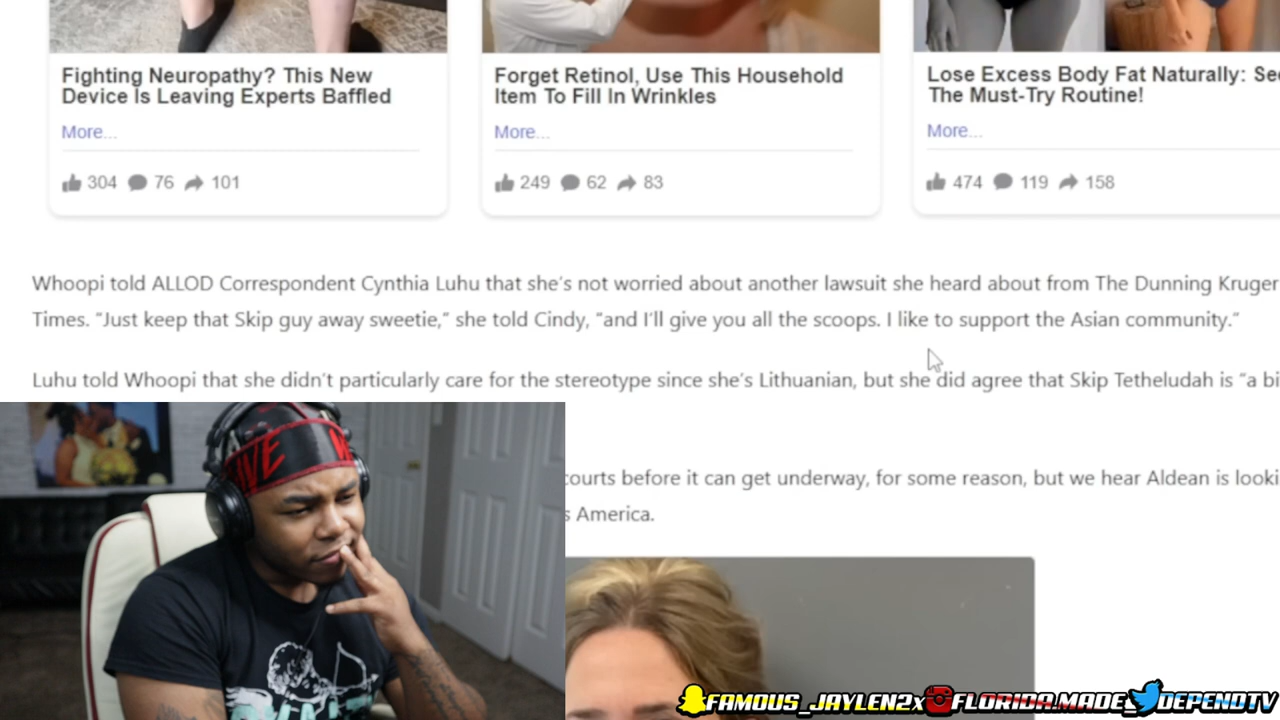 Fighting Neuropathy? This New
Device Is Leaving Experts Baffled
More...
304 76 101
Forget Retinol, Use This Household
Item To Fill In Wrinkles
More...
249 62 83
Lose Excess Body Fat Naturally: Se
The Must-Try Routine!
More...
474 119 158
Whoopi told ALLOD Correspondent Cynthia Luhu that she's not worried about another lawsuit she heard about from The Dunning Kruger
Times. “Just keep that Skip guy away sweetie,” she told Cindy, “and I'll give you all the scoops. I like to support the Asian community.”
Luhu told Whoopi that she didn't particularly care for the stereotype since she's Lithuanian, but she did agree that Skip Tetheludah is “a bi
courts before it can get underway, for some reason, but we hear Aldean is looki
s America.
FAMOUS_JAYLEN2X FLORIDA.MADE_ DEPENDTV